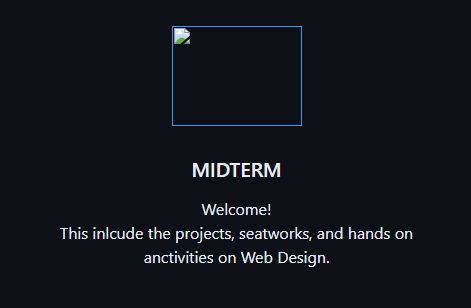 MIDTERM
Welcome!
This inlcude the projects, seatworks, and hands on
anctivities on Web Design.